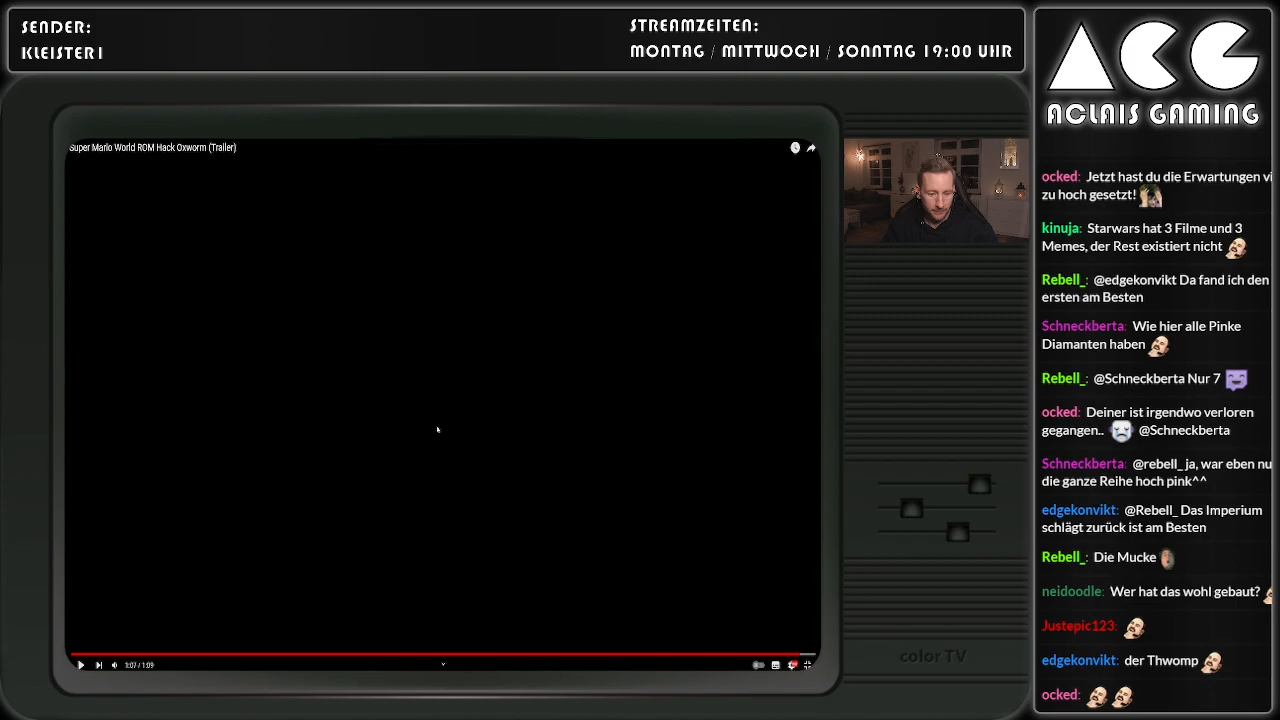 SENDER:
KLEISTER1
STREAMZEITEN:
MONTAG / MITTWOCH / SONNTAG 19:00 UHR
ACG
ACLAIS GAMING
Super Mario World ROM Hack Oxworm (Trailer)
1:07 / 1:09
color TV
ocked: Jetzt hast du die Erwartungen vi
zu hoch gesetzt!
kinuja: Starwars hat 3 Filme und 3
Memes, der Rest existiert nicht
Rebell_: @edgekonvikt Da fand ich den
ersten am Besten
Schneckberta: Wie hier alle Pinke
Diamanten haben
Rebell_: @Schneckberta Nur 7
ocked: Deiner ist irgendwo verloren
gegangen.. @Schneckberta
Schneckberta: @rebell_ ja, war eben nu
die ganze Reihe hoch pink^^
edgekonvikt: @Rebell_ Das Imperium
schlägt zurück ist am Besten
Rebell_: Die Mucke
neidoodle: Wer hat das wohl gebaut?
Justepic123:
edgekonvikt: der Thwomp
ocked: